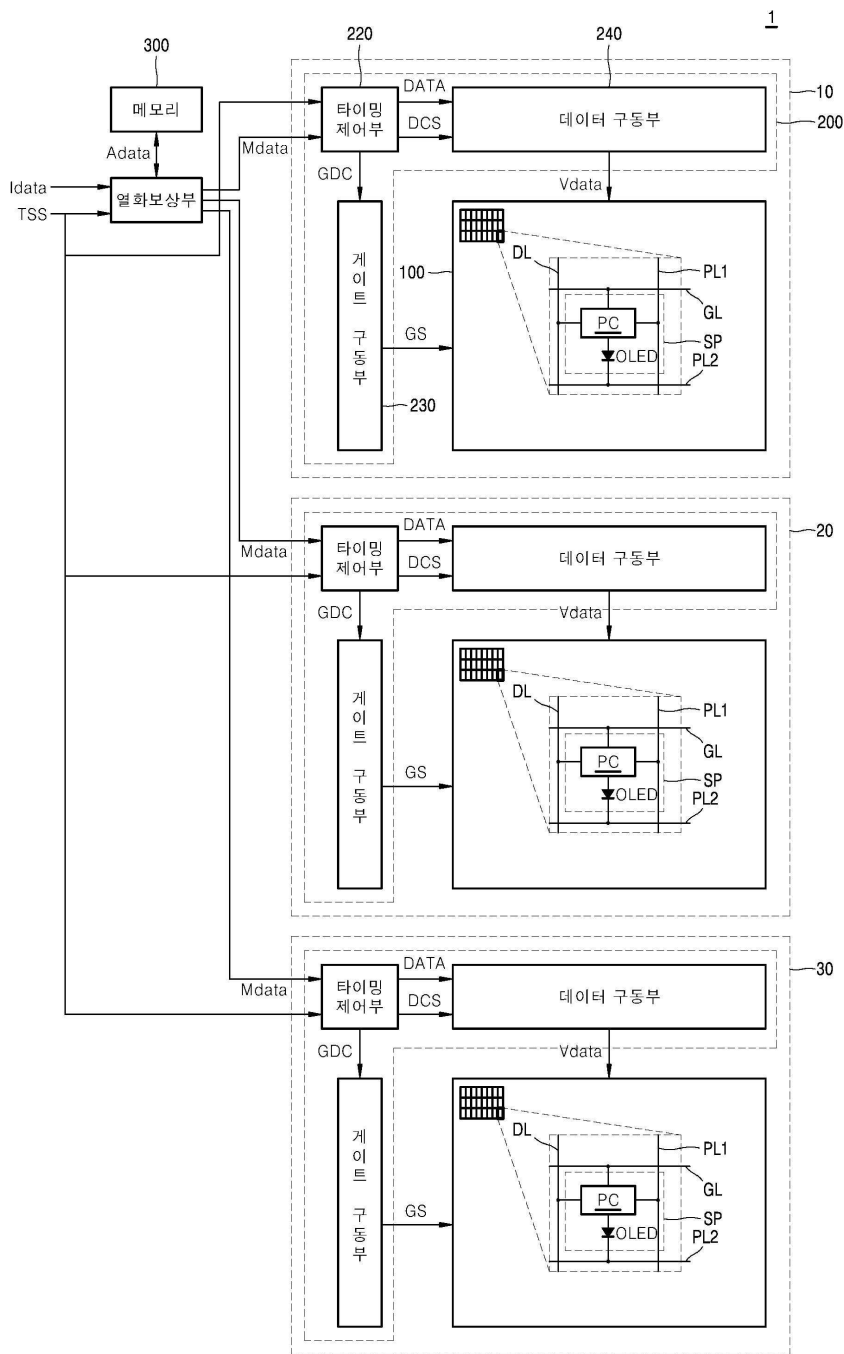 1
300
220
240
10
200
메모리
타이밍
제어부
DATA
DCS
데이터 구동부
Adata
Mdata
Idata
TSS
열화보상부
GDC
Vdata
게이트 구동부
100
DL
PL1
GL
PC
SP
OLED
PL2
GS
230
20
Mdata
타이밍
제어부
DATA
DCS
데이터 구동부
GDC
Vdata
게이트 구동부
DL
PL1
GL
PC
SP
OLED
PL2
GS
30
Mdata
타이밍
제어부
DATA
DCS
데이터 구동부
GDC
Vdata
게이트 구동부
DL
PL1
GL
PC
SP
OLED
PL2
GS